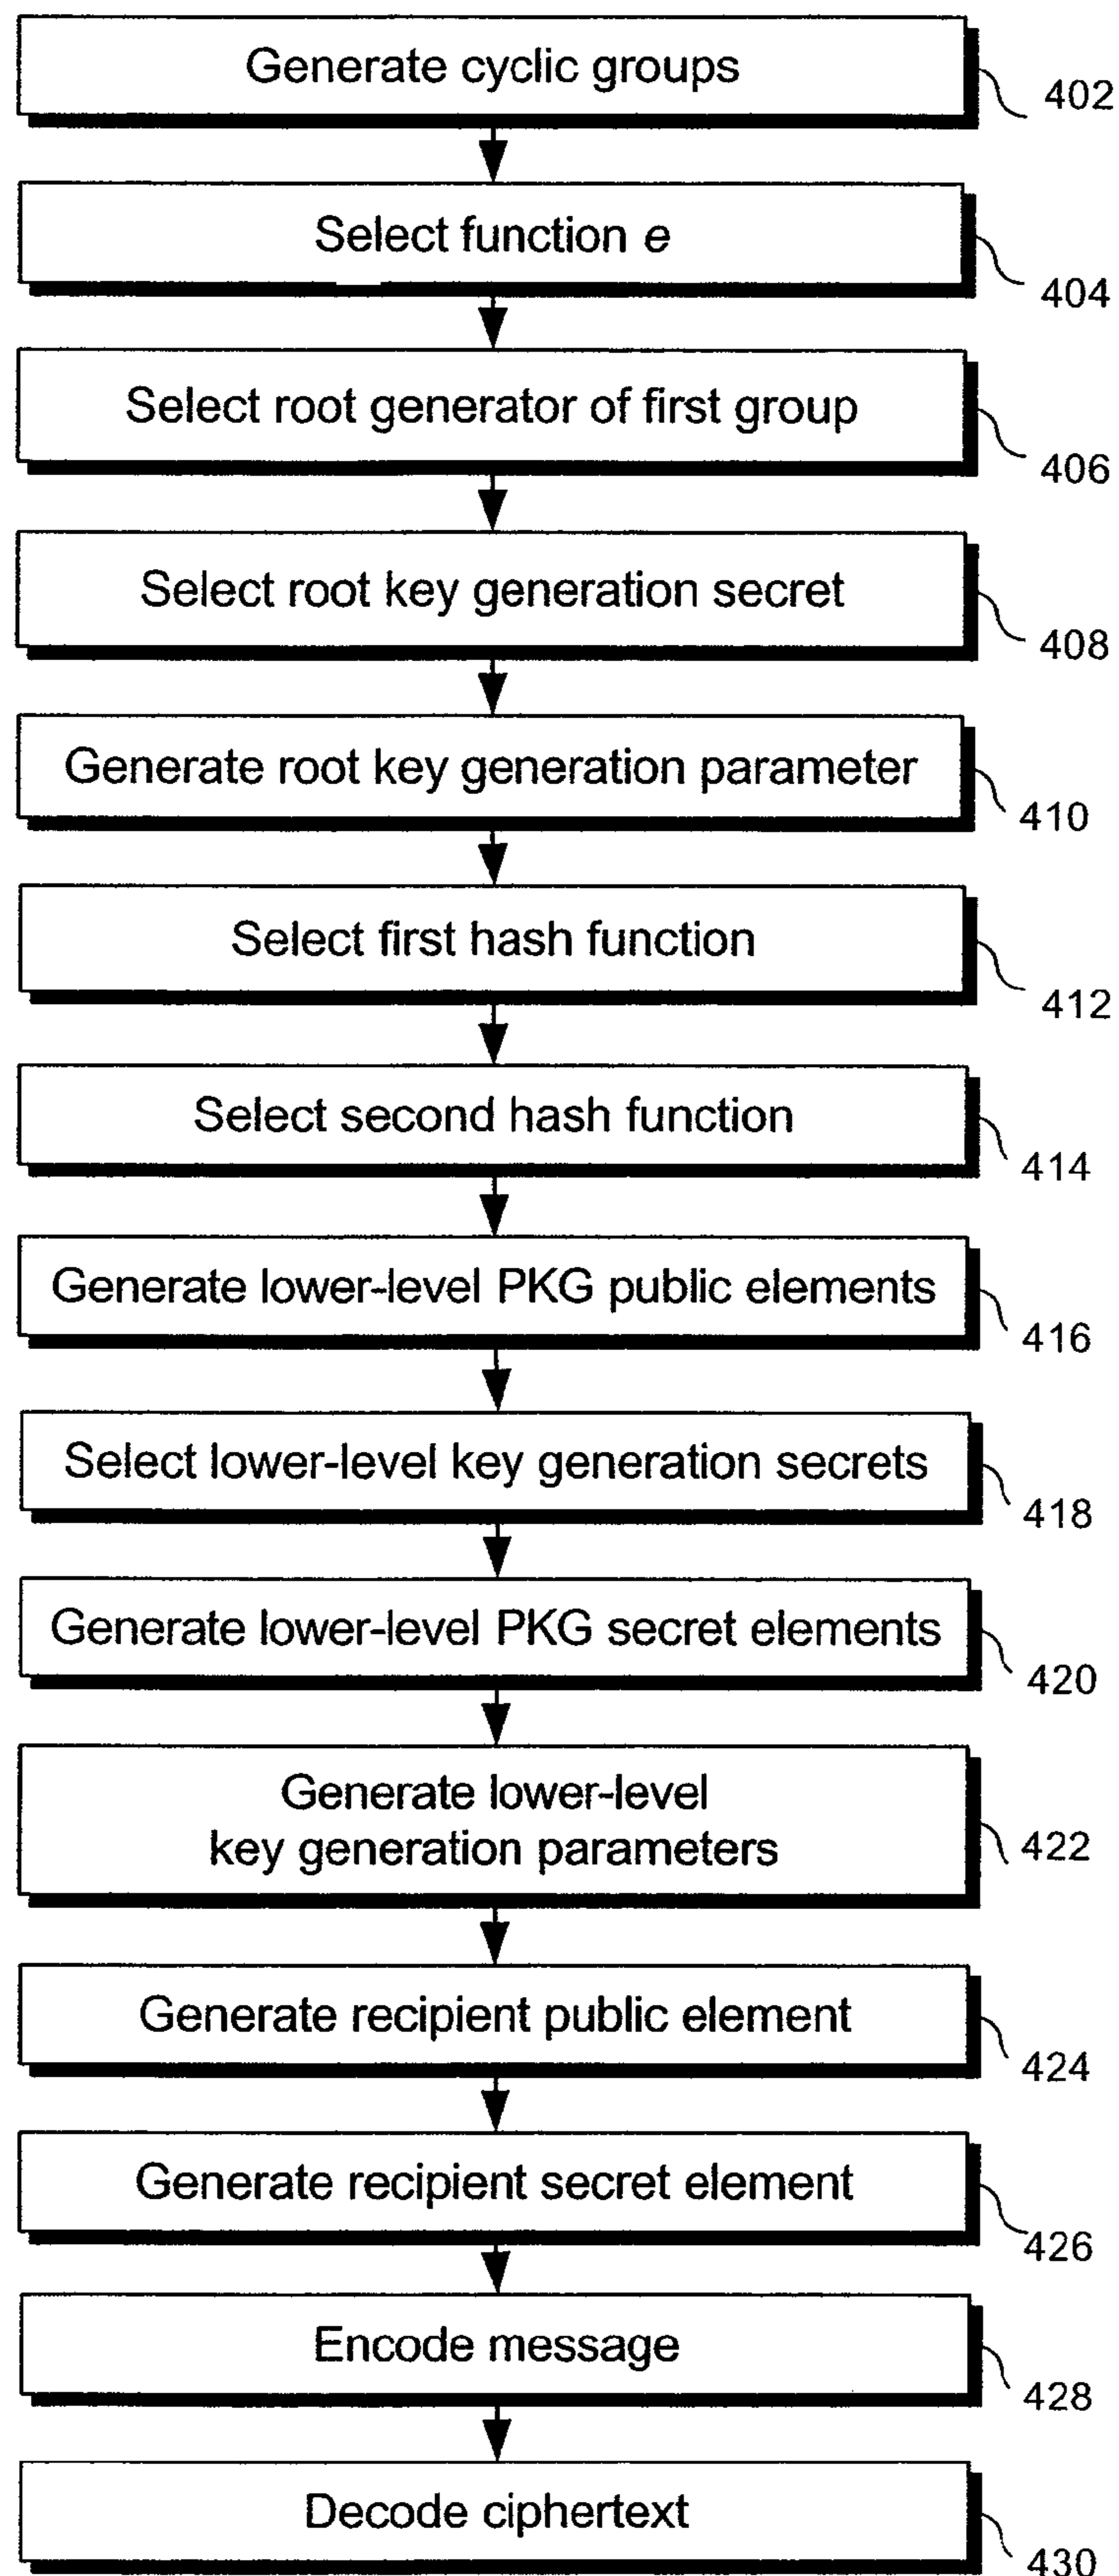 Generate cyclic groups
402
Select function e
404
Select root generator of first group
406
Select root key generation secret
408
Generate root key generation parameter
410
Select first hash function
412
Select second hash function
414
Generate lower-level PKG public elements
416
Select lower-level key generation secrets
418
Generate lower-level PKG secret elements
420
Generate lower-level
key generation parameters
422
Generate recipient public element
424
Generate recipient secret element
426
Encode message
428
Decode ciphertext
430